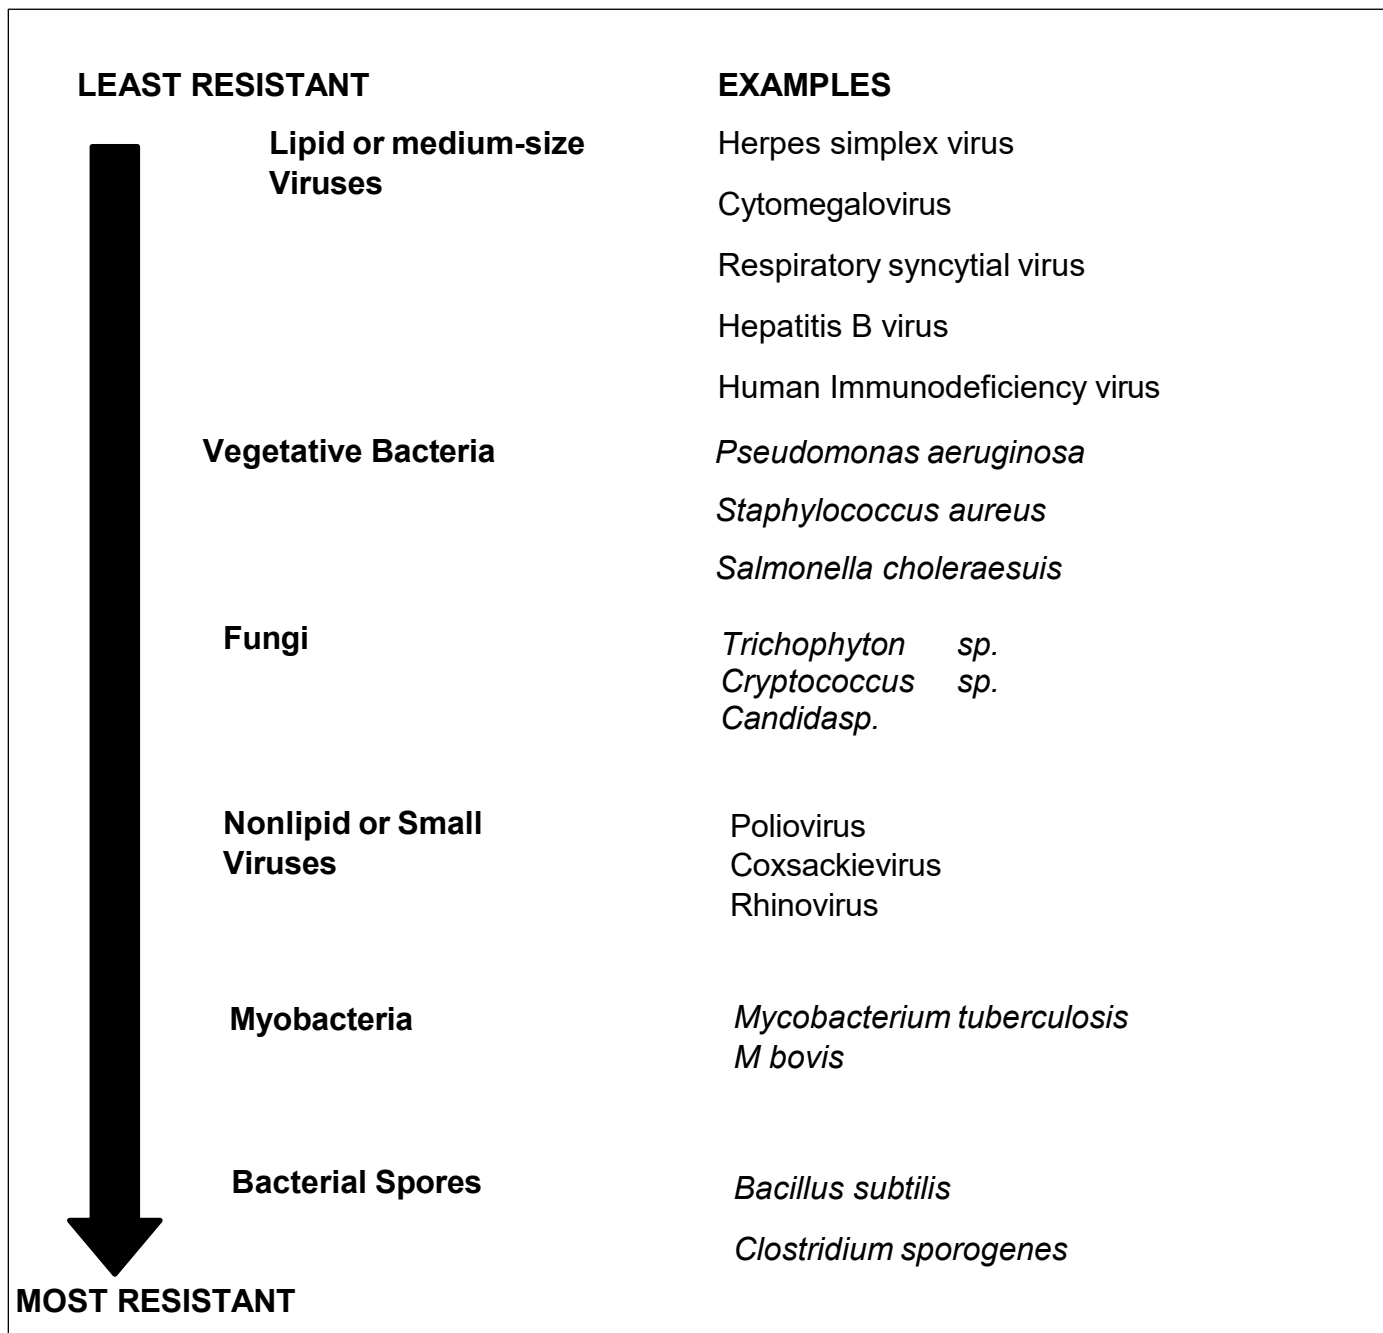 LEAST RESISTANT EXAMPLES
Lipid or medium-size Herpes simplex virus
Viruses
Cytomegalovirus
Respiratory syncytial virus
Hepatitis B virus
Human Immunodeficiency virus
Vegetative Bacteria Pseudomonas aeruginosa
Staphylococcus aureus
Salmonella choleraesuis
Fungi Trichophyton sp.
Cryptococcus sp.
Candidasp.
Nonlipid or Small Poliovirus
Viruses Coxsackievirus
Rhinovirus
Myobacteria Mycobacterium tuberculosis
M bovis
Bacterial Spores Bacillus subtilis
Clostridium sporogenes
MOST RESISTANT